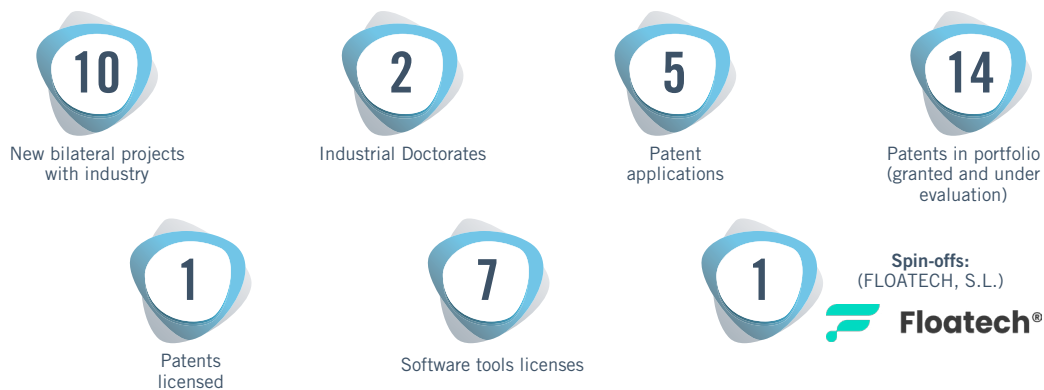 10
2
5
14
New bilateral projects
with industry
Industrial Doctorates
Patent
applications
Patents in portfolio
(granted and under
evaluation)
1
7
1
Spin-offs:
(FLOATECH, S.L.)
Floatech®
Patents
licensed
Software tools licenses